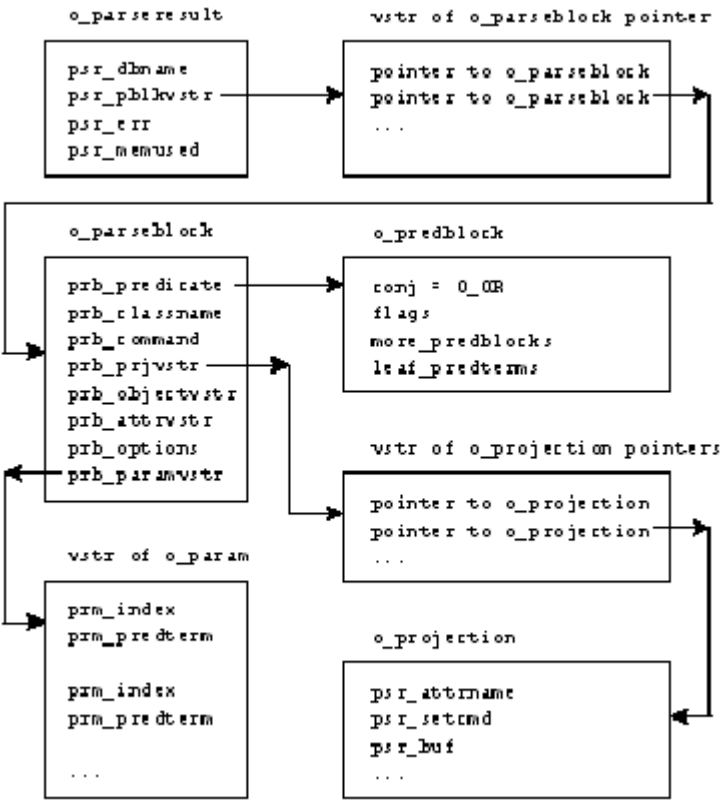 o_parseresult
psr_dbname
psr_pblkvstr
psr_err
psr_memused
vstr of o_parseblock pointer
pointer to o_parseblock
pointer to o_parseblock
...
o_parseblock
prb_predicate
prb_classname
prb_command
prb_prjvstr
prb_objectvstr
prb_attrvstr
prb_options
prb_paramvstr
o_predblock
conj = O_OR
flags
more_predblocks
leaf_predterms
vstr of o_projection pointers
pointer to o_projection
pointer to o_projection
...
vstr of o_param
prm_index
prm_predterm
prm_index
prm_predterm
...
o_projection
psr_attrname
psr_setcmd
psr_buf
...